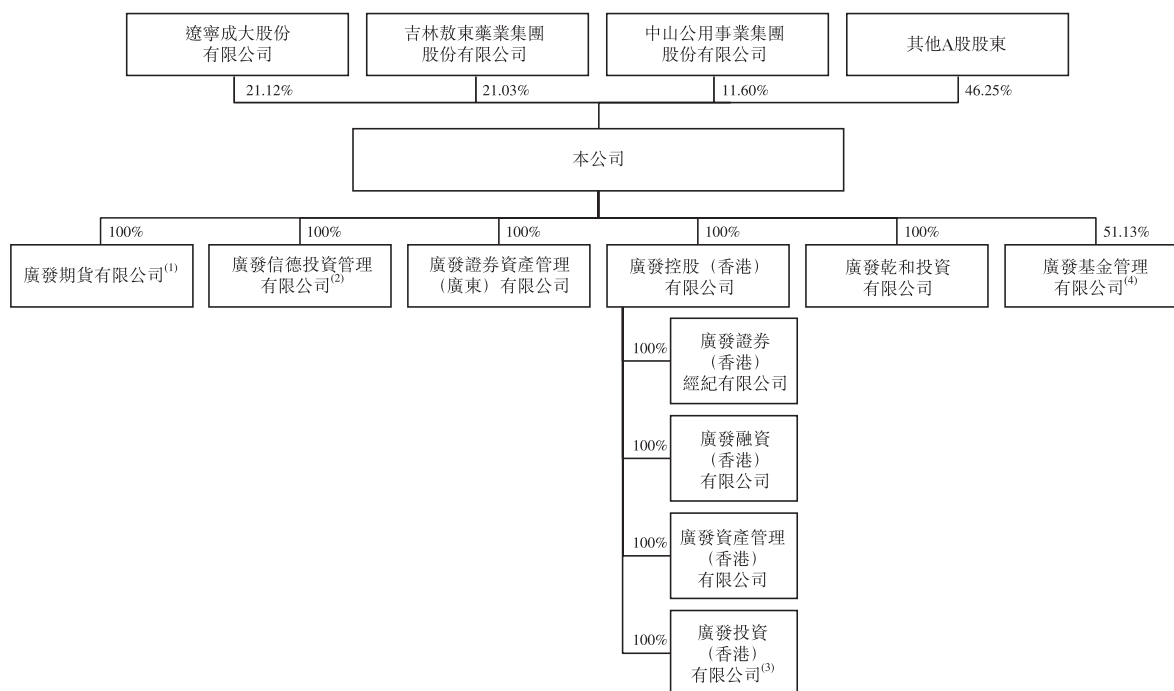 遼寧成大股份
有限公司
吉林敖東藥業集團
股份有限公司
中山公用事業集團
股份有限公司
其他A股股東
21.12%
21.03%
11.60%
46.25%
本公司
100%
100%
100%
100%
100%
51.13%
廣發期貨有限公司(1)
廣發信德投資管理
有限公司(2)
廣發證券資產管理
（廣東）有限公司
廣發控股（香港）
有限公司
廣發乾和投資
有限公司
廣發基金管理
有限公司(4)
100%
廣發證券
（香港）
經紀有限公司
100%
廣發融資
（香港）
有限公司
100%
廣發資產管理
（香港）
有限公司
100%
廣發投資
（香港）
有限公司(3)